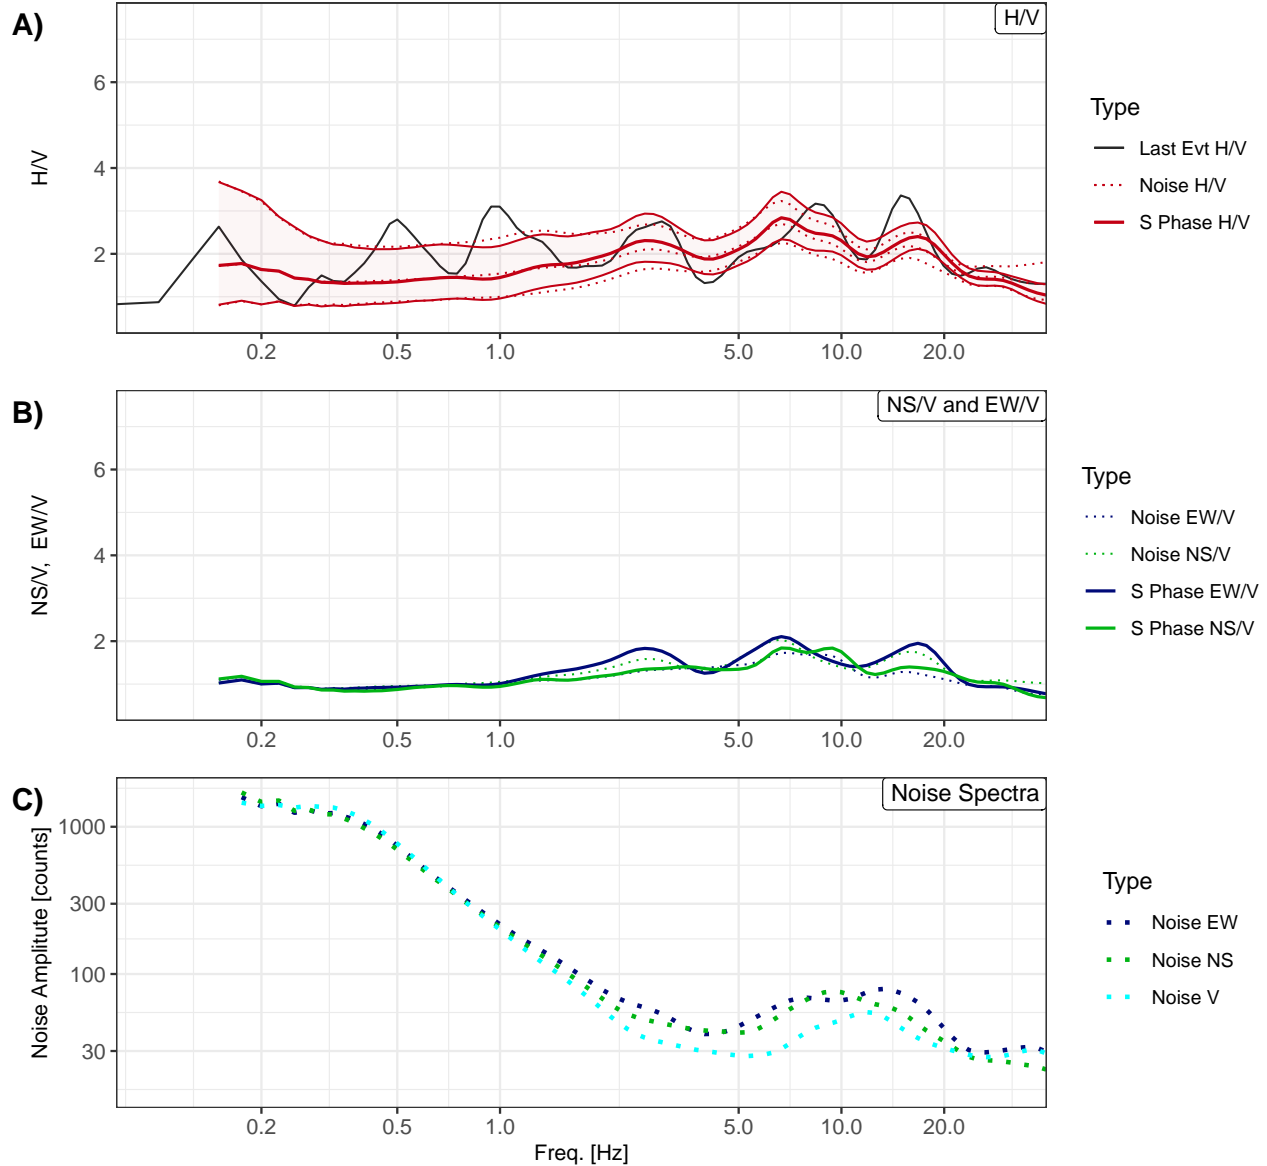 A)
H/V
6
4
2
H/V
0.2 0.5 1.0 5.0 10.0 20.0
Type
Last Evt H/V
Noise H/V
S Phase H/V
B)
NS/V and EW/V
6
4
2
NS/V, EW/V
0.2 0.5 1.0 5.0 10.0 20.0
Type
Noise EW/V
Noise NS/V
S Phase EW/V
S Phase NS/V
C)
Noise Spectra
1000
300
100
30
Noise Amplitude [counts]
0.2 0.5 1.0 5.0 10.0 20.0
Freq. [Hz]
Type
Noise EW
Noise NS
Noise V